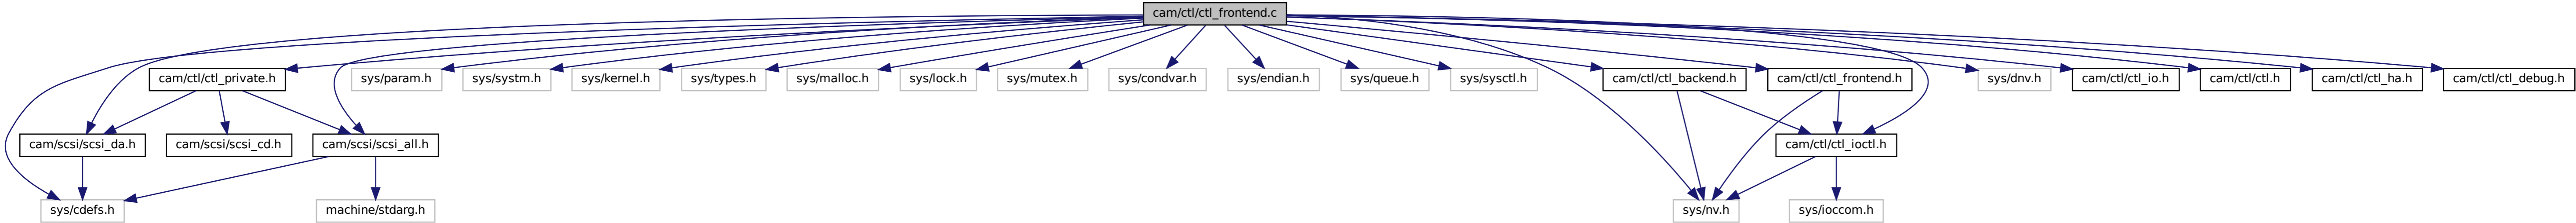 cam/ctl/ctl_frontend.c
cam/ctl/ctl_private.h
sys/param.h
sys/systm.h
sys/kernel.h
sys/types.h
sys/malloc.h
sys/lock.h
sys/mutex.h
sys/condvar.h
sys/endian.h
sys/queue.h
sys/sysctl.h
cam/ctl/ctl_backend.h
cam/ctl/ctl_frontend.h
sys/dnv.h
cam/ctl/ctl_io.h
cam/ctl/ctl.h
cam/ctl/ctl_ha.h
cam/ctl/ctl_debug.h
cam/scsi/scsi_da.h
cam/scsi/scsi_cd.h
cam/scsi/scsi_all.h
cam/ctl/ctl_ioctl.h
sys/cdefs.h
machine/stdarg.h
sys/nv.h
sys/ioccom.h